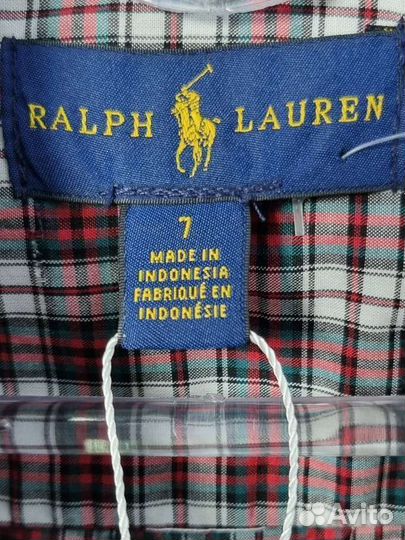 RALPH LAUREN
7
MADE IN
INDONESIA
FABRIQUÉ EN
INDONÉSIE
Avito